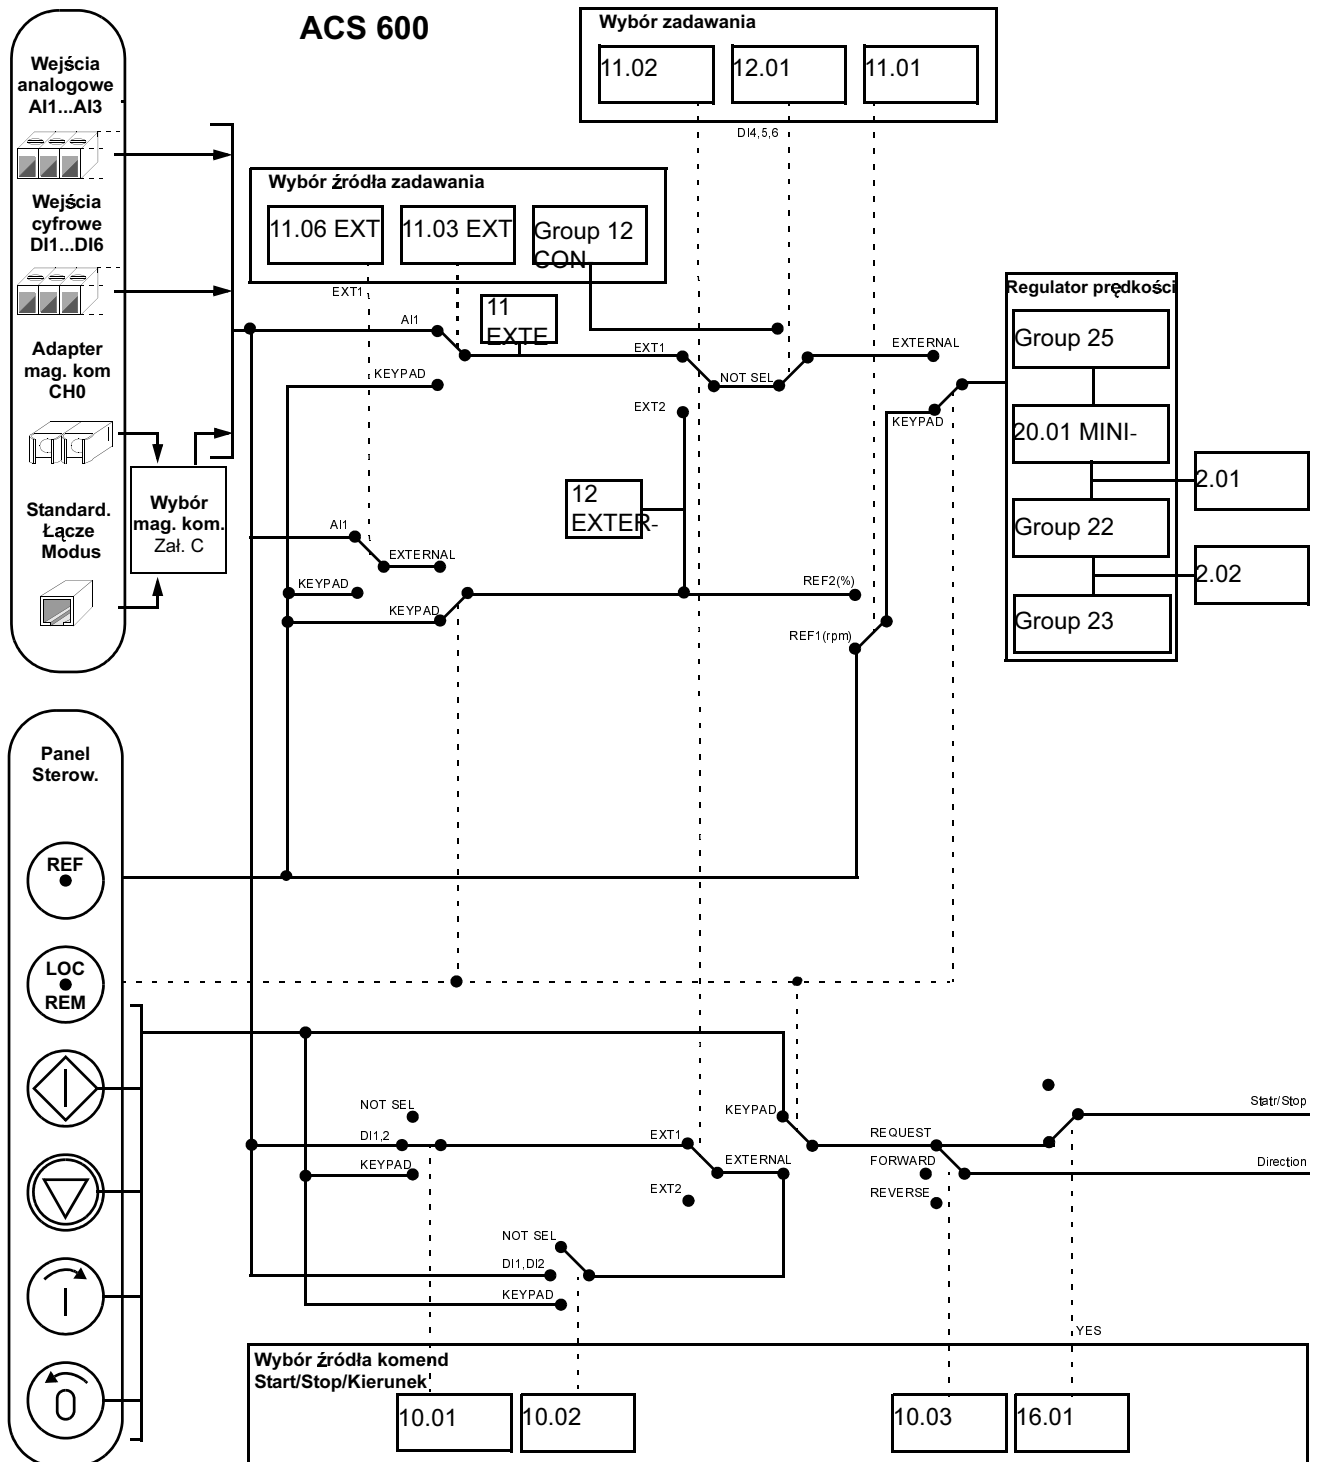 ACS 600
Wybór zadawania
11.02
12.01
11.01
DI4,5,6
Wejścia
analogowe
AI1...AI3
Wejścia
cyfrowe
DI1...DI6
Adapter
mag. kom
CH0
Standard.
Łącze
Modus
Wybór
mag. kom.
Zał. C
Wybór źródła zadawania
11.06 EXT
11.03 EXT
Group 12
CON
EXT1
AI1
11
EXTE
KEYPAD
EXT1
NOT SEL
EXT2
EXTERNAL
KEYPAD
12
EXTER-
AI1
EXTERNAL
KEYPAD
KEYPAD
REF2(%)
REF1(rpm)
Regulator prędkości
Group 25
20.01 MINI-
2.01
Group 22
2.02
Group 23
Panel
Sterow.
REF
LOC
REM
NOT SEL
DI1,2
KEYPAD
EXT1
EXTERNAL
EXT2
KEYPAD
NOT SEL
DI1,DI2
KEYPAD
REQUEST
FORWARD
REVERSE
Statr/Stop
Direction
YES
Wybór źródła komend
Start/Stop/Kierunek
10.01
10.02
10.03
16.01